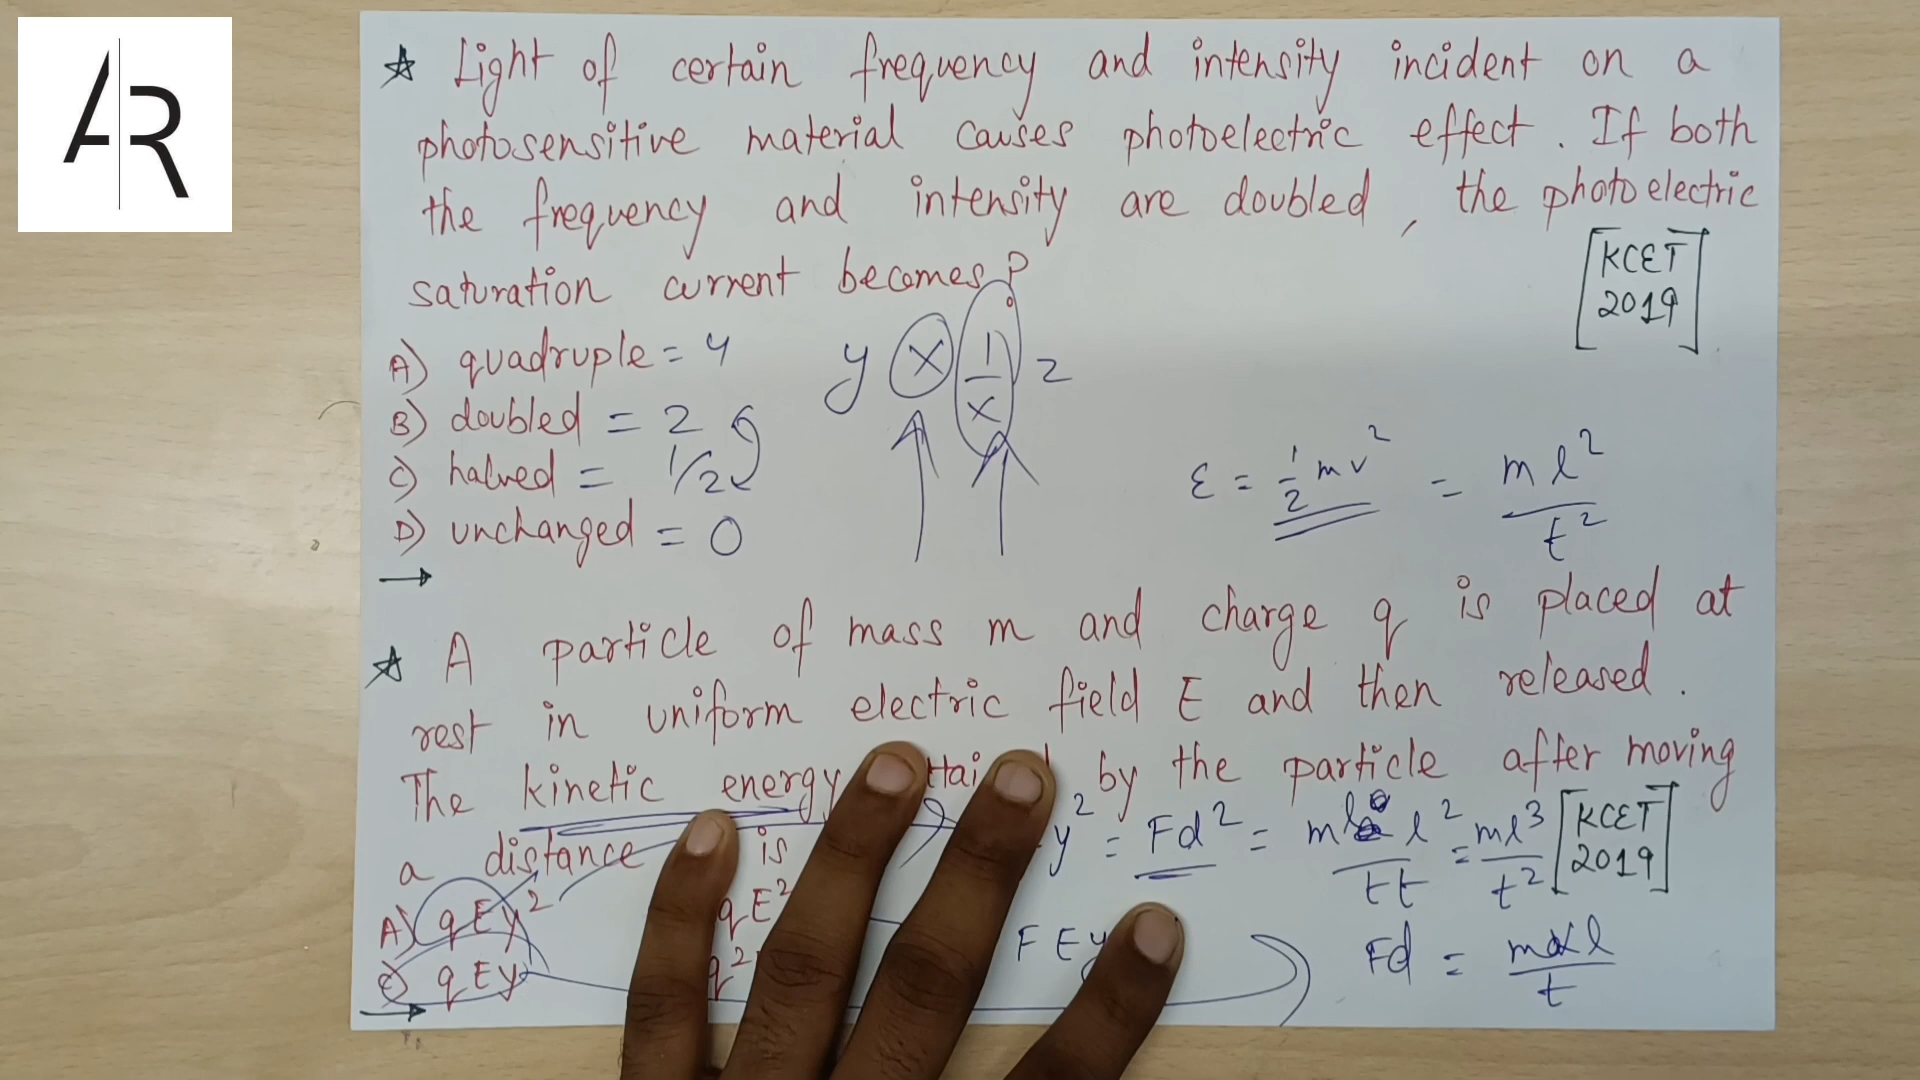 AR
☆ Light of certain frequency and intensity incident on a
photosensitive material causes photoelectric effect. If both
the frequency and intensity are doubled, the photoelectric
saturation current becomes?
[KCET
2019]
A) quadruple = 4
B) doubled = 2
C) halved = 1/2
D) unchanged = 0
y x 1/x z
ε = 1/2 mv² = ml²/t²
→
☆ A particle of mass m and charge q is placed at
rest in uniform electric field E and then released.
The kinetic energy by the particle after moving
a distance is
y² = Fd² = l²/tt = ml³/t²
[KCET
2019]
A) qEy² qE²
C) qEy q²
F E y
Fd = l/t
→